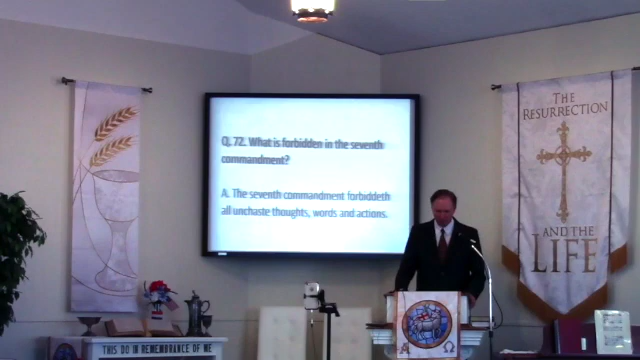 Q. 72. What is forbidden in the seventh
commandment?
A. The seventh commandment forbiddeth
all unchaste thoughts, words and actions.
THE
RESURRECTION
AND THE
LIFE
Α Ω
THIS DO IN REMEMBRANCE OF ME